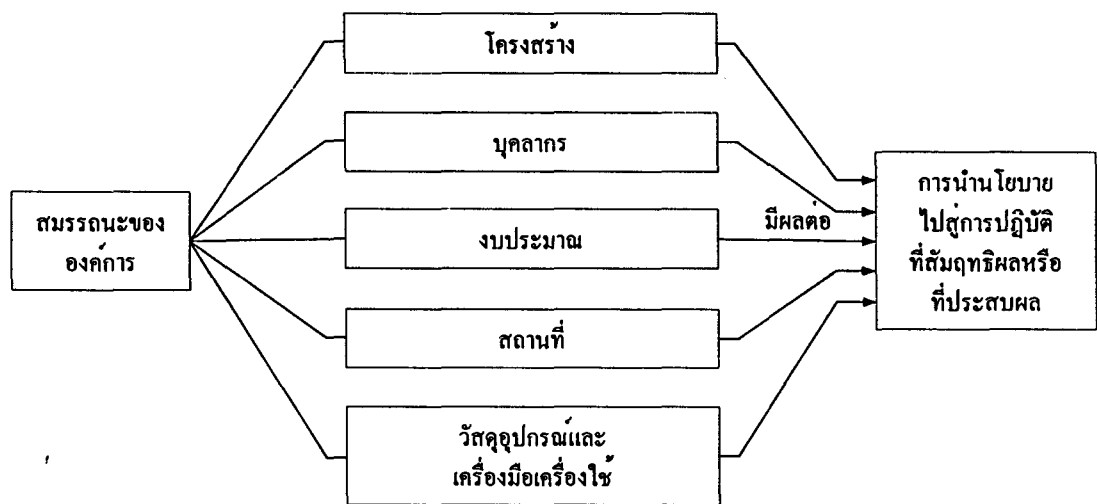 โครงสร้าง
บุคลากร
สมรรถนะของ
องค์การ
งบประมาณ
มีผลต่อ
การนำนโยบาย
ไปสู่การปฏิบัติ
ที่สัมฤทธิผลหรือ
ที่ประสบผล
สถานที่
วัสดุอุปกรณ์และ
เครื่องมือเครื่องใช้